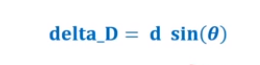 delta_D = d sin(θ)